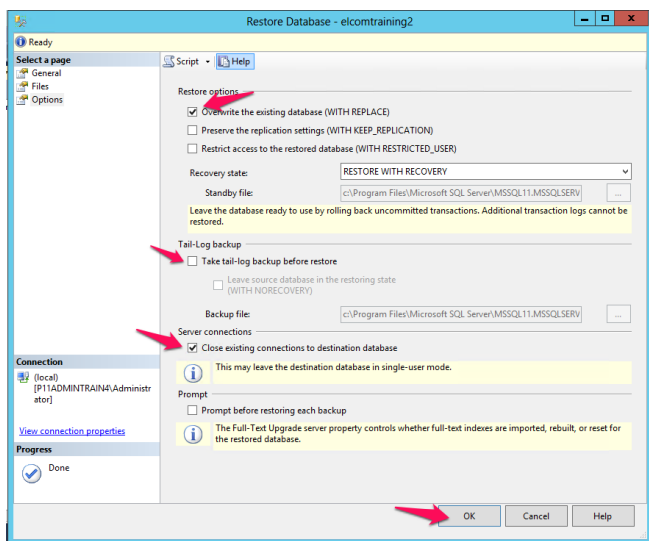 Restore Database - elcomtraining2
Ready
Select a page
General
Files
Options
Script
Help
Restore options
Overwrite the existing database (WITH REPLACE)
Preserve the replication settings (WITH KEEP_REPLICATION)
Restrict access to the restored database (WITH RESTRICTED_USER)
Recovery state:
RESTORE WITH RECOVERY
Standby file:
c:\Program Files\Microsoft SQL Server\MSSQL11.MSSQLSERV
...
Leave the database ready to use by rolling back uncommitted transactions. Additional transaction logs cannot be
restored.
Tail-Log backup
Take tail-log backup before restore
Leave source database in the restoring state
(WITH NORECOVERY)
Backup file:
c:\Program Files\Microsoft SQL Server\MSSQL11.MSSQLSERV
...
Server connections
Close existing connections to destination database
This may leave the destination database in single-user mode.
Prompt
Prompt before restoring each backup
The Full-Text Upgrade server property controls whether full-text indexes are imported, rebuilt, or reset for
the restored database.
Connection
(local)
[P11ADMINTRAIN4\Administr
ator]
View connection properties
Progress
Done
OK
Cancel
Help